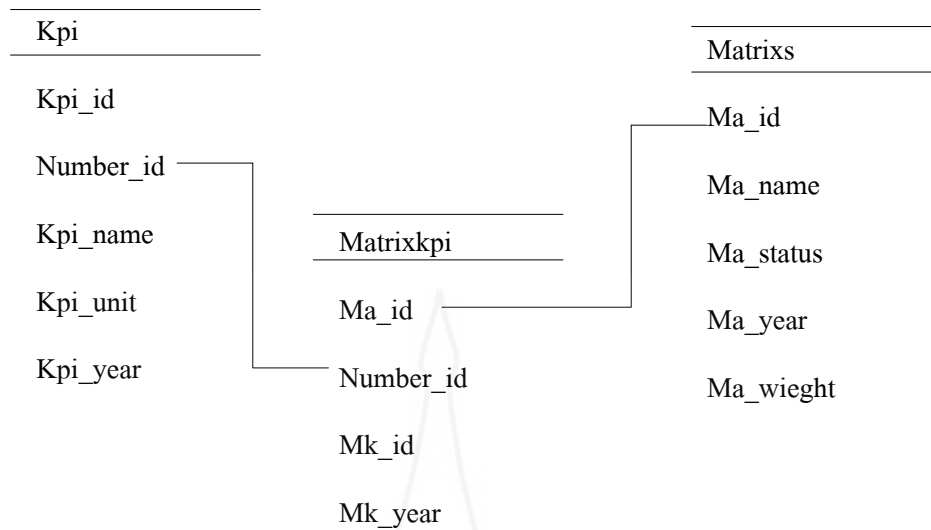 Kpi
Kpi_id
Number_id
Kpi_name
Kpi_unit
Kpi_year
Matrixkpi
Ma_id
Number_id
Mk_id
Mk_year
Matrixs
Ma_id
Ma_name
Ma_status
Ma_year
Ma_wieght